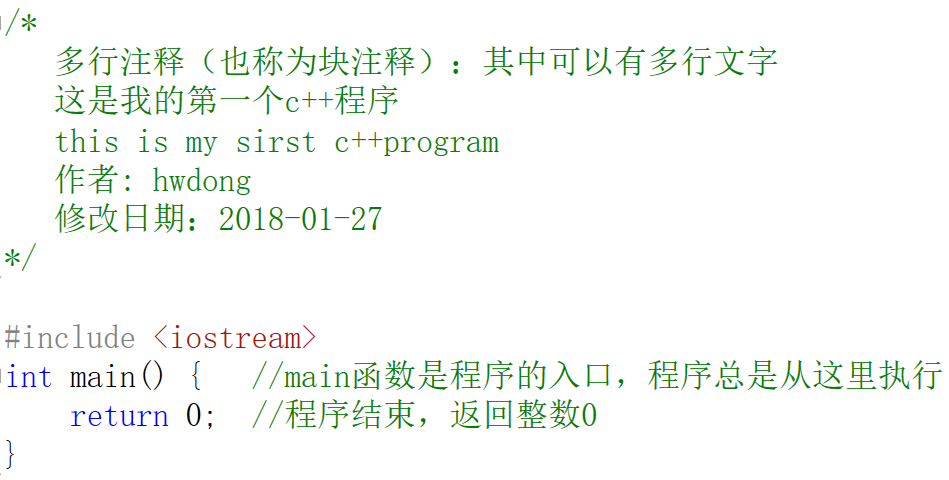 /*
多行注释（也称为块注释）：其中可以有多行文字
这是我的第一个c++程序
this is my sirst c++program
作者: hwdong
修改日期：2018-01-27
*/
#include <iostream>
int main() { //main函数是程序的入口，程序总是从这里执行
return 0; //程序结束，返回整数0
}